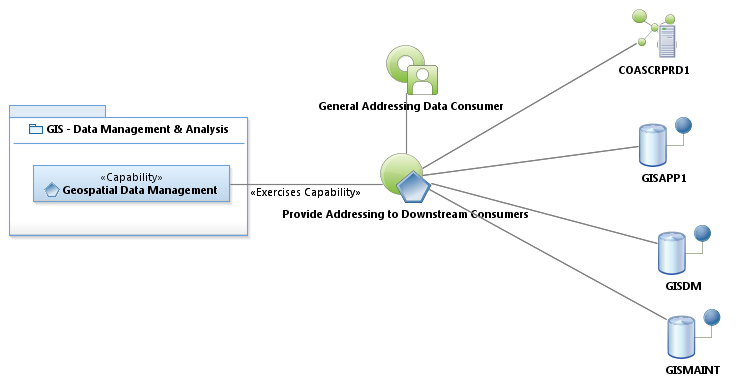 COASCRPRD1
General Addressing Data Consumer
GIS - Data Management & Analysis
«Capability»
Geospatial Data Management
«Exercises Capability»
GISAPP1
Provide Addressing to Downstream Consumers
GISDM
GISMAINT